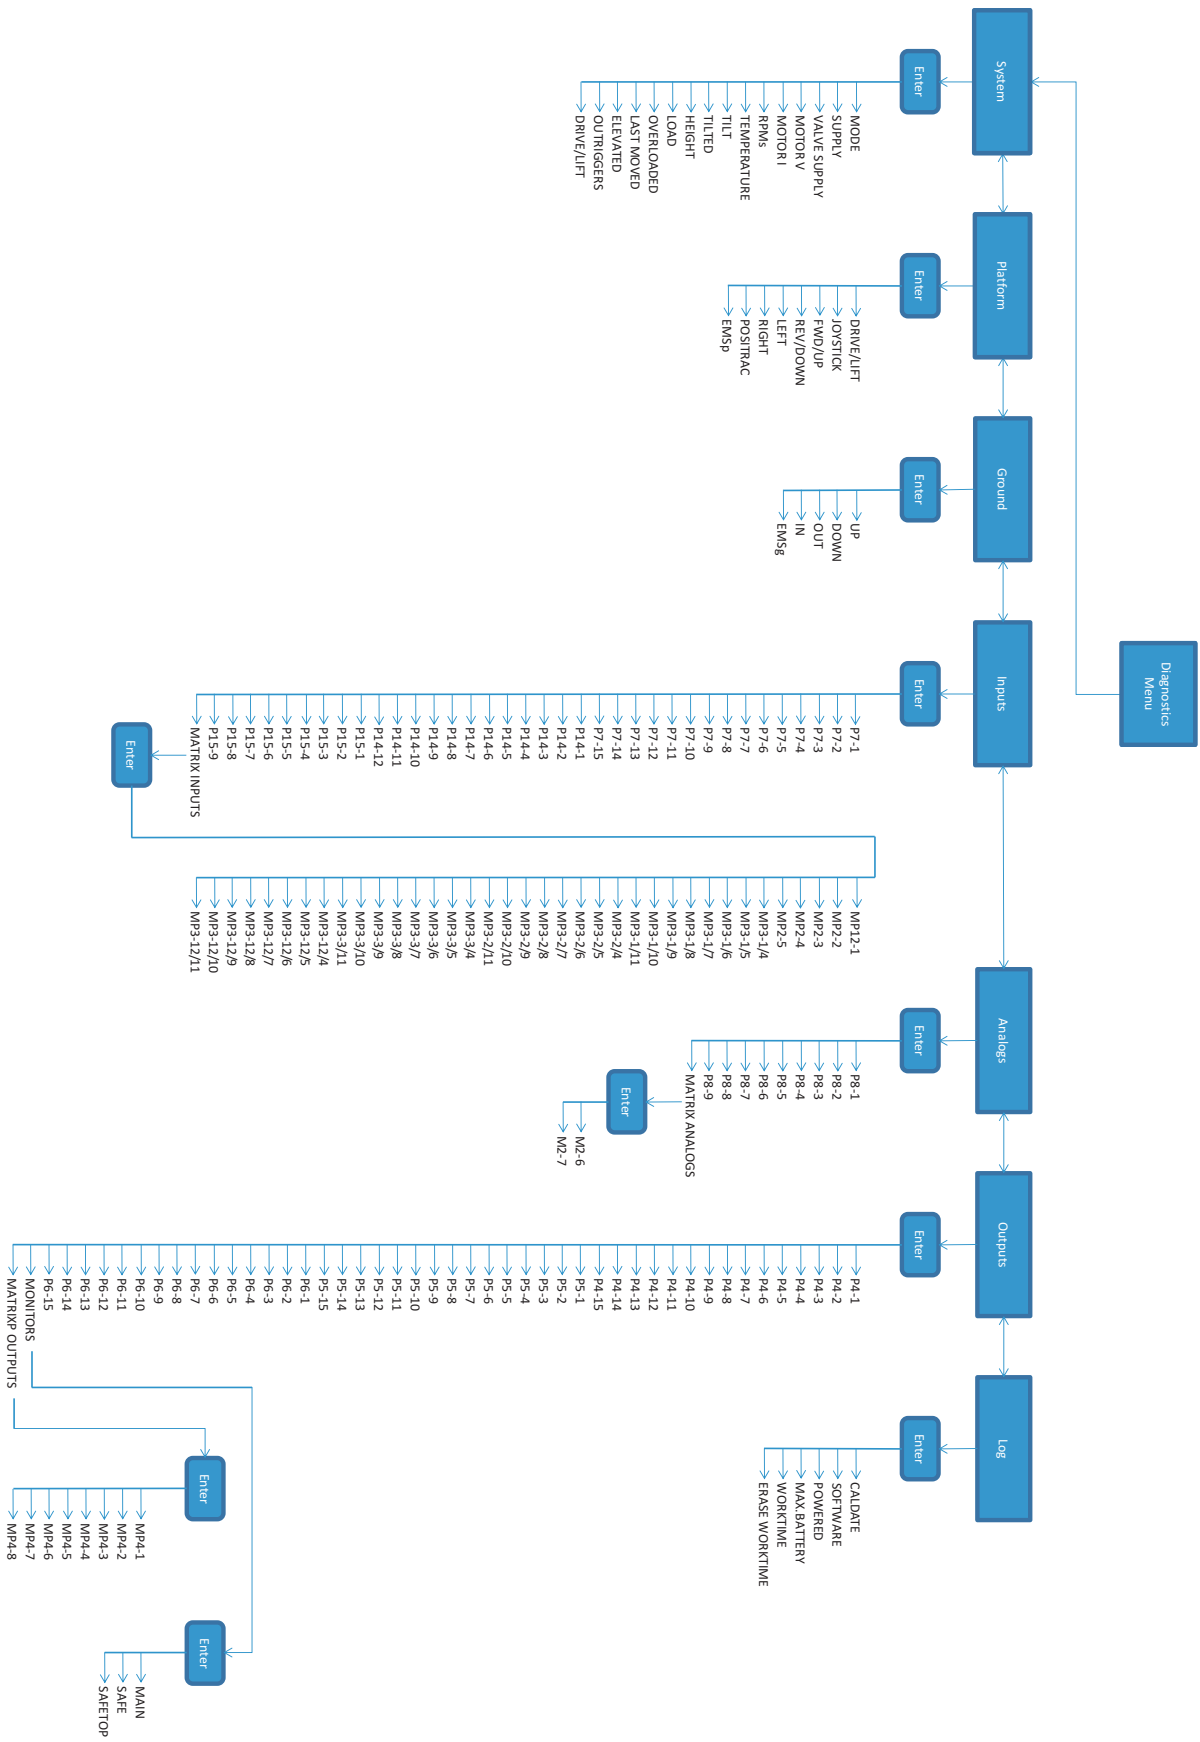 Diagnostics
Menu
System
Enter
MODE
SUPPLY
VALVE SUPPLY
MOTOR V
MOTOR I
RPMs
TEMPERATURE
TILT
TILTED
HEIGHT
LOAD
OVERLOADED
LAST MOVED
ELEVATED
OUTRIGGERS
DRIVE/LIFT
Platform
Enter
DRIVE/LIFT
JOYSTICK
FWD/UP
REV/DOWN
LEFT
RIGHT
POSITRAC
EMSp
Ground
Enter
UP
DOWN
OUT
IN
EMSg
Inputs
Enter
P7-1
P7-2
P7-3
P7-4
P7-5
P7-6
P7-7
P7-8
P7-9
P7-10
P7-11
P7-12
P7-13
P7-14
P7-15
P14-1
P14-2
P14-3
P14-4
P14-5
P14-6
P14-7
P14-8
P14-9
P14-10
P14-11
P14-12
P15-1
P15-2
P15-3
P15-4
P15-5
P15-6
P15-7
P15-8
P15-9
MATRIX INPUTS
Enter
MP12-1
MP2-2
MP2-3
MP2-4
MP2-5
MP3-1/4
MP3-1/5
MP3-1/6
MP3-1/7
MP3-1/8
MP3-1/9
MP3-1/10
MP3-1/11
MP3-2/4
MP3-2/5
MP3-2/6
MP3-2/7
MP3-2/8
MP3-2/9
MP3-2/10
MP3-2/11
MP3-3/4
MP3-3/5
MP3-3/6
MP3-3/7
MP3-3/8
MP3-3/9
MP3-3/10
MP3-3/11
MP3-12/4
MP3-12/5
MP3-12/6
MP3-12/7
MP3-12/8
MP3-12/9
MP3-12/10
MP3-12/11
Analogs
Enter
P8-1
P8-2
P8-3
P8-4
P8-5
P8-6
P8-7
P8-8
P8-9
MATRIX ANALOGS
Enter
M2-6
M2-7
Outputs
Enter
P4-1
P4-2
P4-3
P4-4
P4-5
P4-6
P4-7
P4-8
P4-9
P4-10
P4-11
P4-12
P4-13
P4-14
P4-15
P5-1
P5-2
P5-3
P5-4
P5-5
P5-6
P5-7
P5-8
P5-9
P5-10
P5-11
P5-12
P5-13
P5-14
P5-15
P6-1
P6-2
P6-3
P6-4
P6-5
P6-6
P6-7
P6-8
P6-9
P6-10
P6-11
P6-12
P6-13
P6-14
P6-15
MONITORS
MATRIXP OUTPUTS
Enter
MP4-1
MP4-2
MP4-3
MP4-4
MP4-5
MP4-6
MP4-7
MP4-8
Enter
MAIN
SAFE
SAFETOP
Log
Enter
CALDATE
SOFTWARE
POWERED
MAX.BATTERY
WORKTIME
ERASE WORKTIME